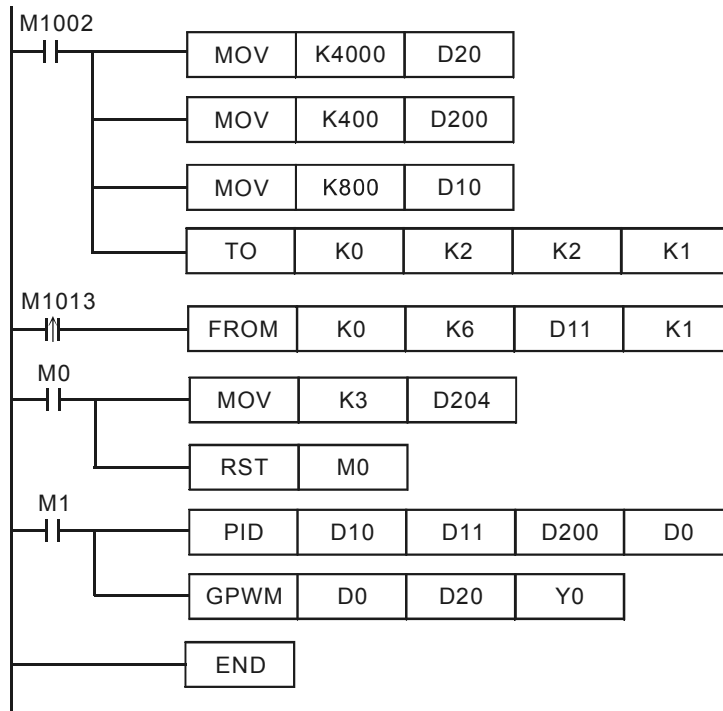 M1002
MOV K4000 D20
MOV K400 D200
MOV K800 D10
TO K0 K2 K2 K1
M1013
FROM K0 K6 D11 K1
M0
MOV K3 D204
RST M0
M1
PID D10 D11 D200 D0
GPWM D0 D20 Y0
END